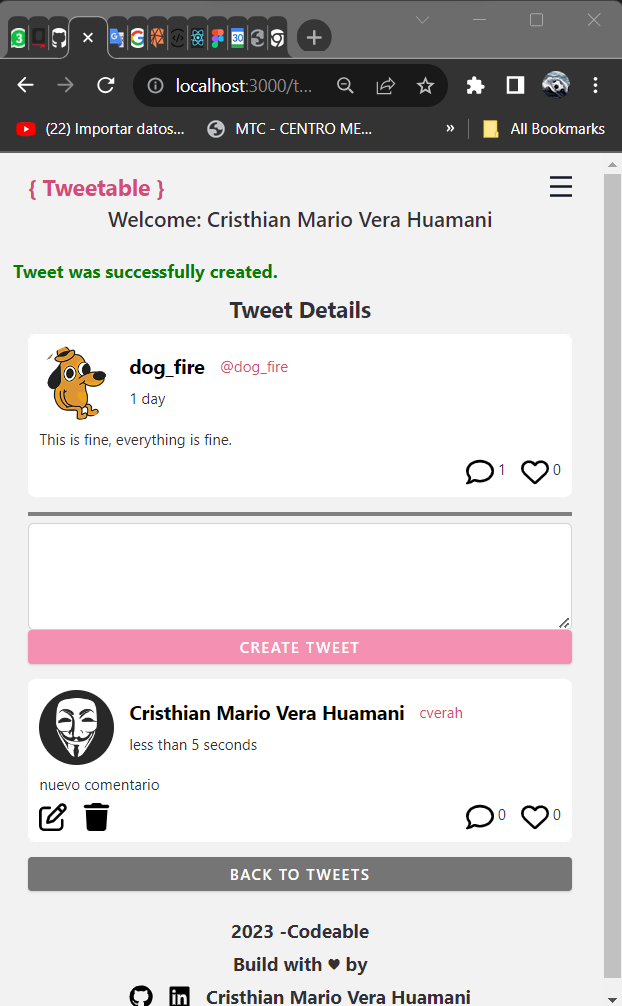 3
G
30
localhost:3000/t...
(22) Importar datos...
MTC - CENTRO ME...
»
All Bookmarks
{ Tweetable }
Welcome: Cristhian Mario Vera Huamani
Tweet was successfully created.
Tweet Details
dog_fire @dog_fire
1 day
This is fine, everything is fine.
1 0
CREATE TWEET
Cristhian Mario Vera Huamani cverah
less than 5 seconds
nuevo comentario
0 0
BACK TO TWEETS
2023 -Codeable
Build with ♥ by
Cristhian Mario Vera Huamani